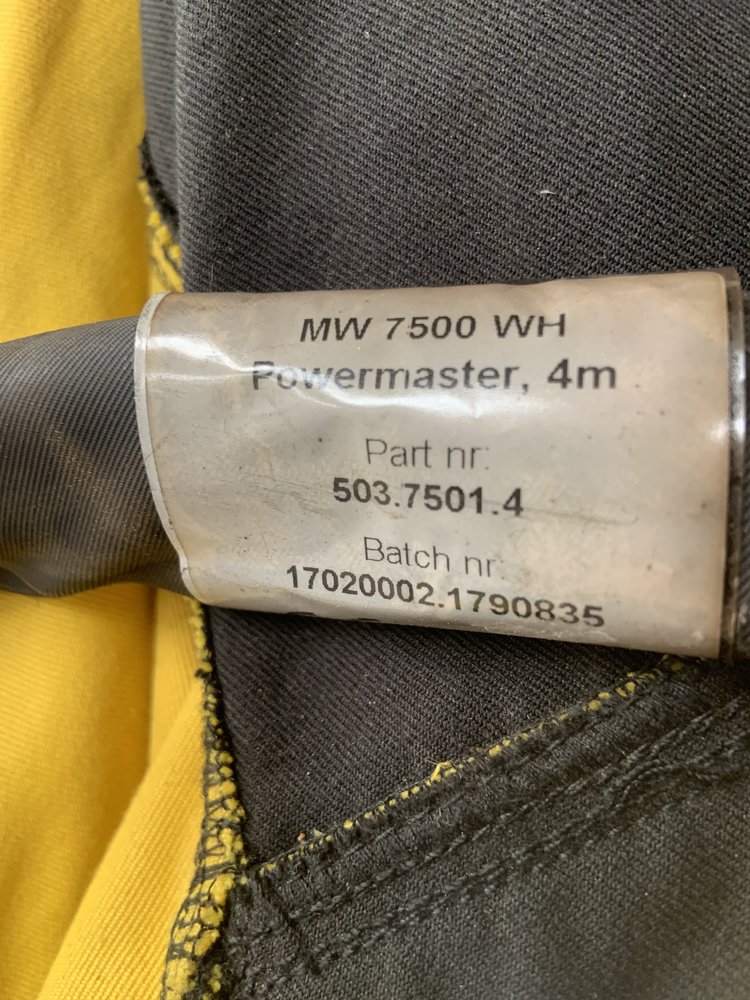 MW 7500 WH
Powermaster, 4m
Part nr:
503.7501.4
Batch nr:
17020002.1790835